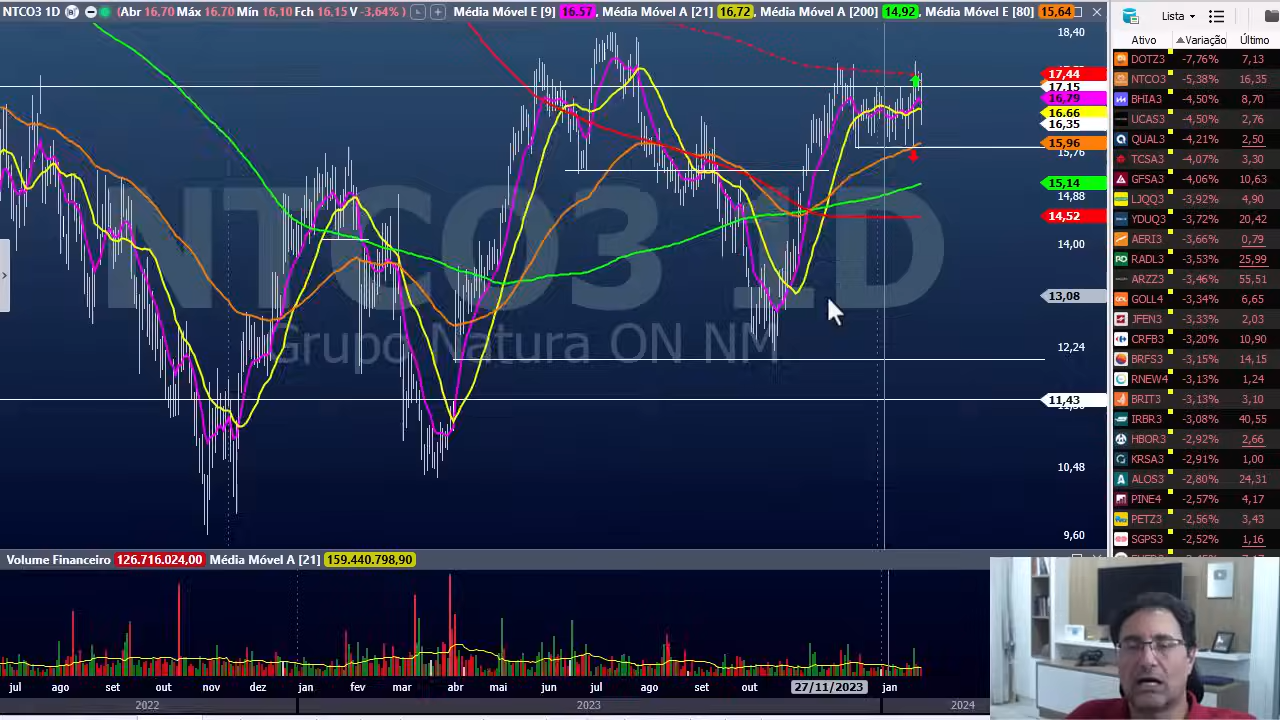 NTCO3 1D (Abr 16,70 Máx 16,70 Min 16,10 Fch 16,15 V -3,64% ) Média Móvel E [9] 16.57, Média Móvel A [21] 16,72, Média Móvel A [200] 14,92, Média Móvel E [80] 15,64
Lista
Ativo Variação Último
18,40
17,44
17,15
16,79
16.66
16,35
15,96
15,76
15,14
14,88
14,52
14,00
13,08
12,24
11,43
10,48
9,60
NTCO3 1D
Grupo Natura ON NM
DOTZ3 -7,76% 7,13
NTCO3 -5,38% 16,35
BHIA3 -4,50% 8,70
UCAS3 -4,50% 2,76
QUAL3 -4,21% 2,50
TCSA3 -4,07% 3,30
GFSA3 -4,06% 10,63
LJQQ3 -3,92% 4,90
YDUQ3 -3,72% 20,42
AERI3 -3,66% 0,79
RADL3 -3,53% 25,99
ARZZ3 -3,46% 55,51
GOLL4 -3,34% 6,65
JFEN3 -3,33% 2,03
CRFB3 -3,20% 10,90
BRFS3 -3,15% 14,15
RNEW4 -3,13% 1,24
BRIT3 -3,13% 3,10
IRBR3 -3,08% 40,55
HBOR3 -2,92% 2,66
KRSA3 -2,86% 1,00
ALOS3 -2,80% 24,31
PINE4 -2,57% 4,17
PETZ3 -2,56% 3,43
SGPS3 -2,52% 1,16
Volume Financeiro 126.716.024,00 Média Móvel A [21] 159.440.798,90
jul ago set out nov dez jan fev mar abr mai jun jul ago set out 27/11/2023 jan
2022 2023 2024